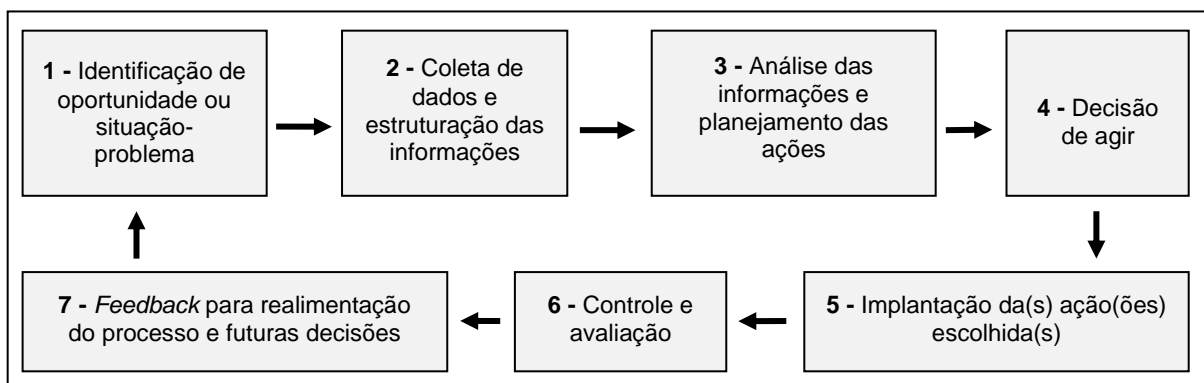 1 - Identificação de
oportunidade ou
situação-
problema
2 - Coleta de
dados e
estruturação das
informações
3 - Análise das
informações e
planejamento das
ações
4 - Decisão
de agir
7 - Feedback para realimentação
do processo e futuras decisões
6 - Controle e
avaliação
5 - Implantação da(s) ação(ões)
escolhida(s)